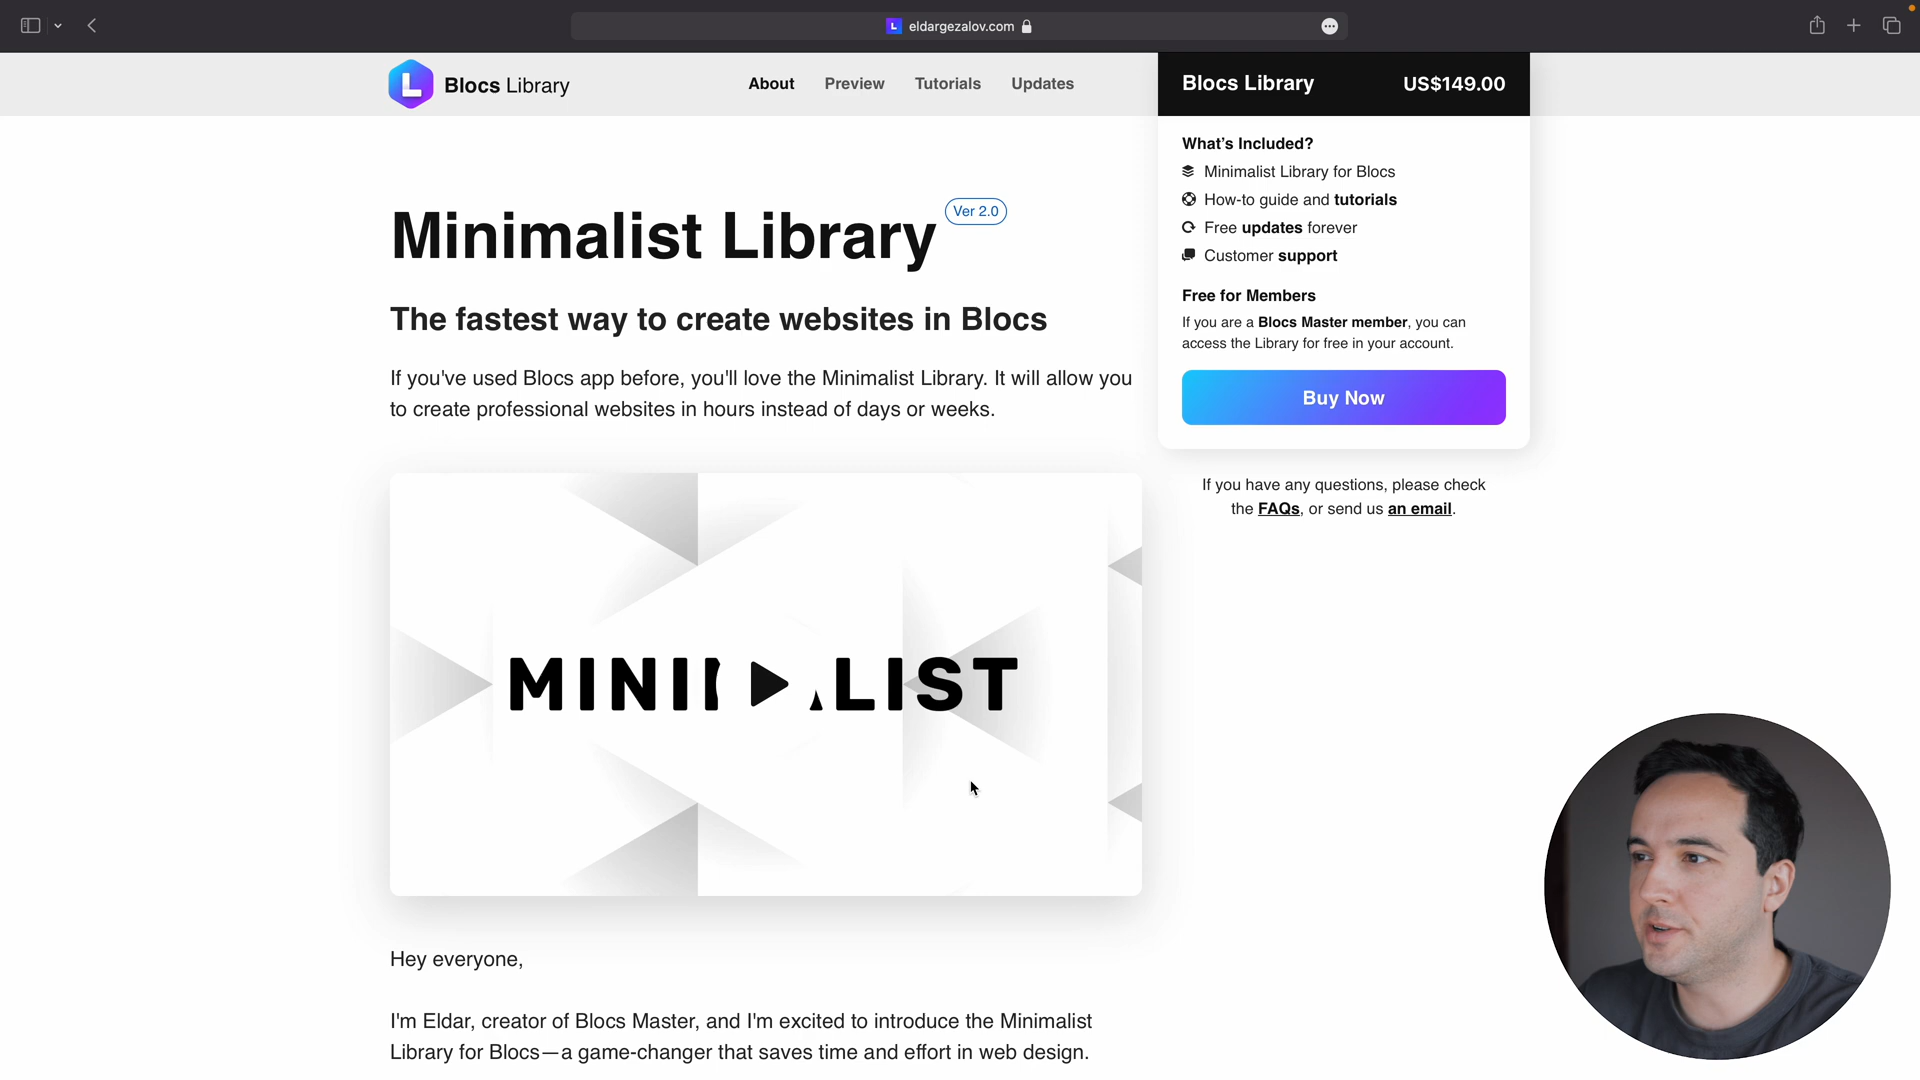 eldargezalov.com
Blocs Library
About
Preview
Tutorials
Updates
Blocs Library
US$149.00
What's Included?
Minimalist Library for Blocs
How-to guide and tutorials
Free updates forever
Customer support
Free for Members
If you are a Blocs Master member, you can
access the Library for free in your account.
Buy Now
If you have any questions, please check
the FAQs, or send us an email.
Minimalist Library
Ver 2.0
The fastest way to create websites in Blocs
If you've used Blocs app before, you'll love the Minimalist Library. It will allow you
to create professional websites in hours instead of days or weeks.
Hey everyone,
I'm Eldar, creator of Blocs Master, and I'm excited to introduce the Minimalist
Library for Blocs—a game-changer that saves time and effort in web design.